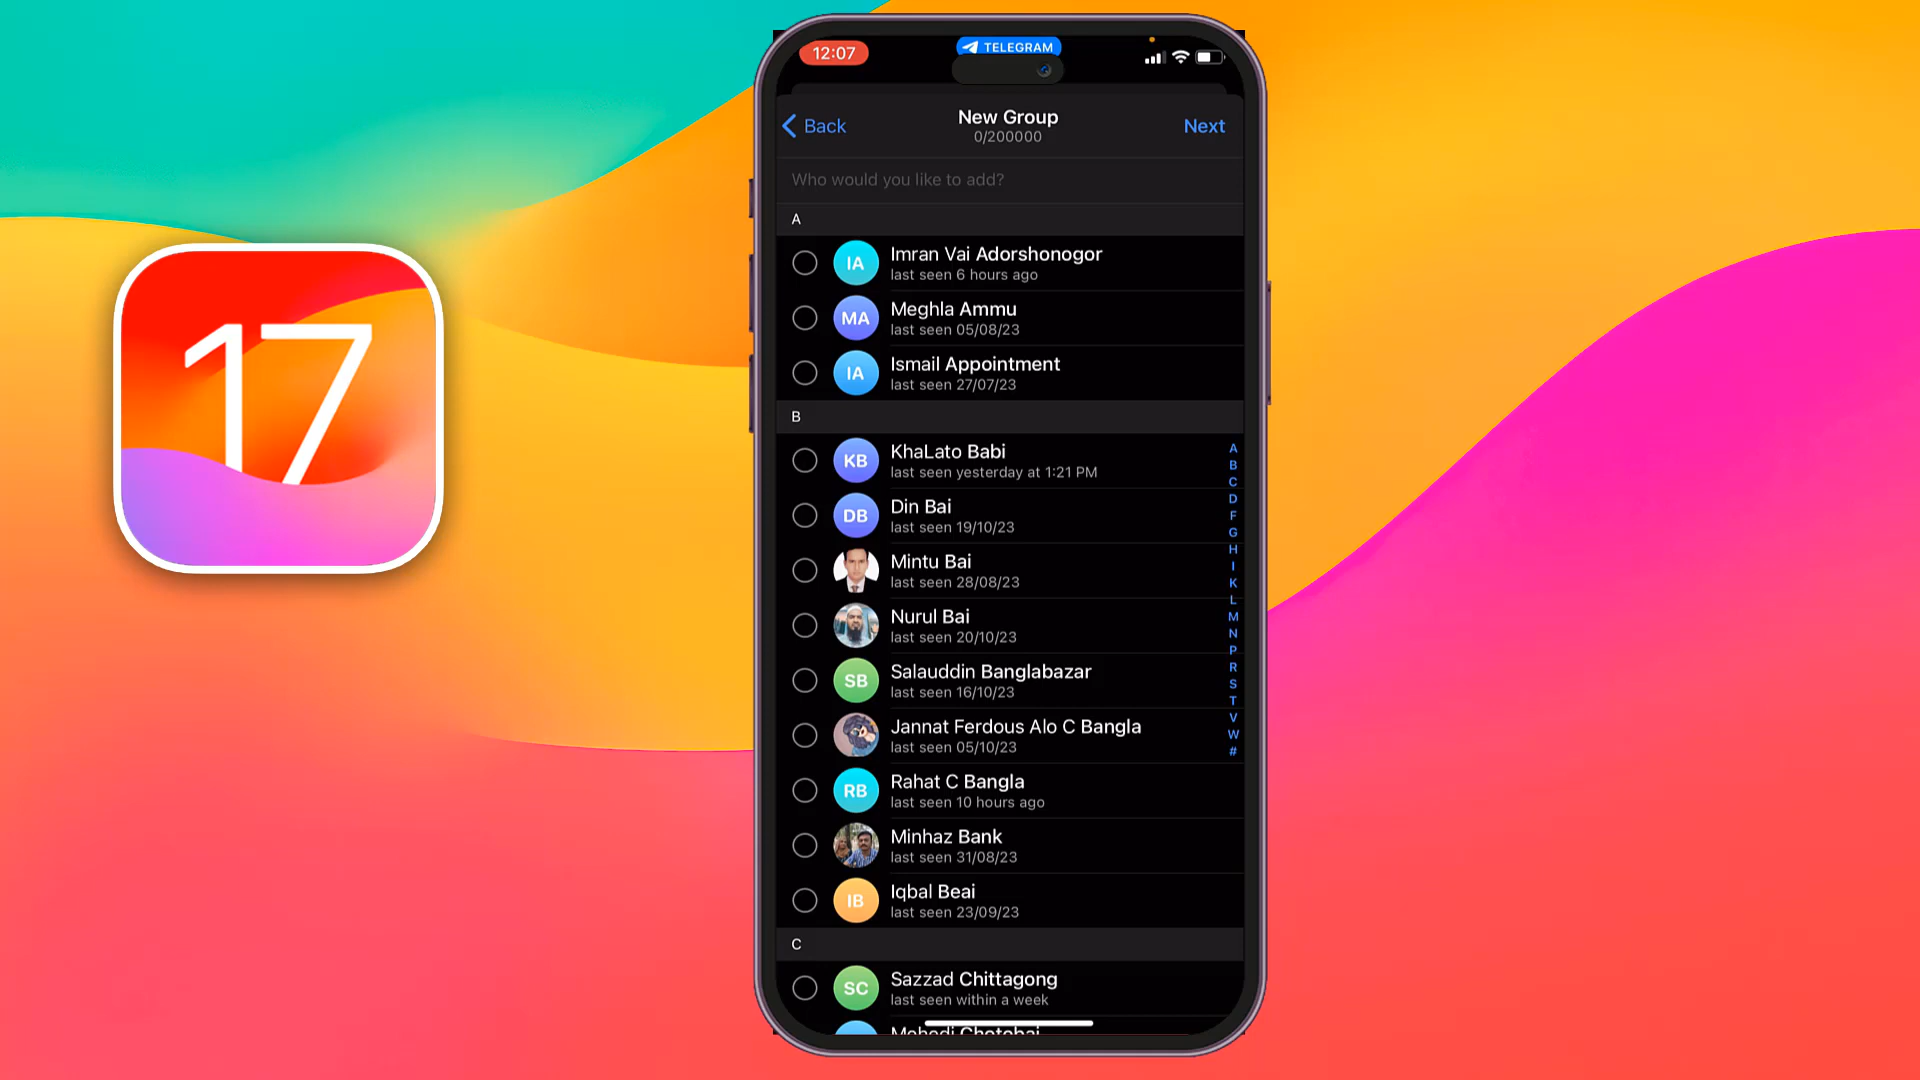 17
12:07
TELEGRAM
Back
New Group
Next
0/200000
Who would you like to add?
A
IA
Imran Vai Adorshonogor
last seen 6 hours ago
MA
Meghla Ammu
last seen 05/08/23
IA
Ismail Appointment
last seen 27/07/23
B
KB
KhaLato Babi
last seen yesterday at 1:21 PM
DB
Din Bai
last seen 19/10/23
Mintu Bai
last seen 28/08/23
Nurul Bai
last seen 20/10/23
SB
Salauddin Banglabazar
last seen 16/10/23
Jannat Ferdous Alo C Bangla
last seen 05/10/23
RB
Rahat C Bangla
last seen 10 hours ago
Minhaz Bank
last seen 31/08/23
IB
Iqbal Beai
last seen 23/09/23
C
SC
Sazzad Chittagong
last seen within a week
A
B
C
D
F
G
H
I
K
L
M
N
P
R
S
T
V
W
#